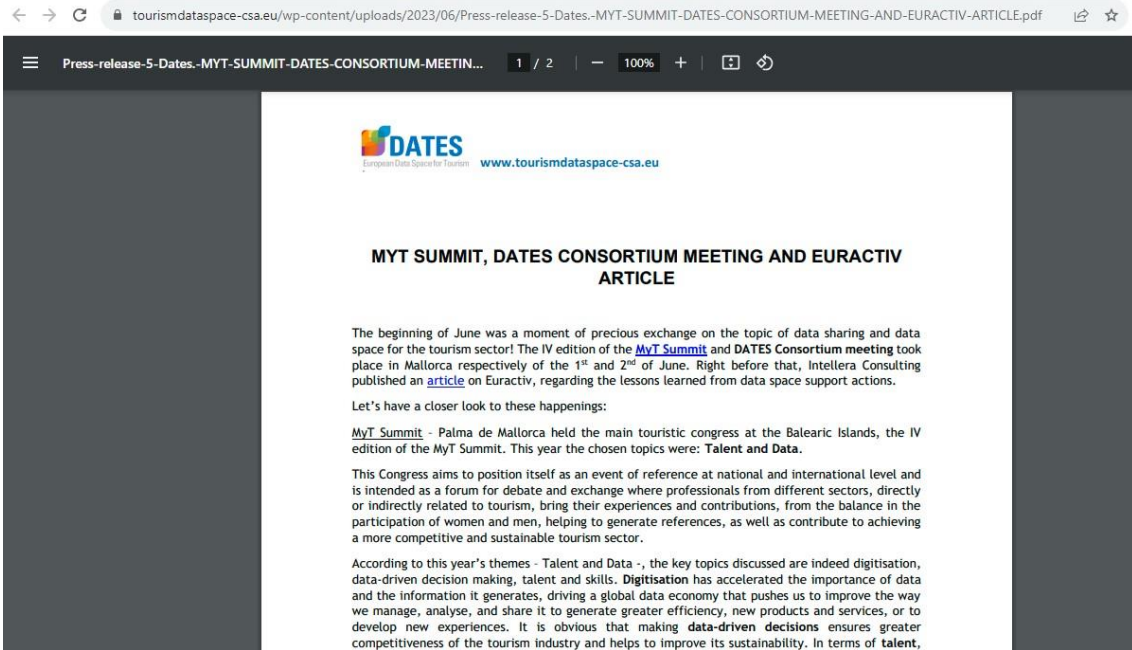 tourismdataspace-csa.eu/wp-content/uploads/2023/06/Press-release-5-Dates.-MYT-SUMMIT-DATES-CONSORTIUM-MEETING-AND-EURACTIV-ARTICLE.pdf
Press-release-5-Dates.-MYT-SUMMIT-DATES-CONSORTIUM-MEETIN... 1 / 2 100%
DATES
European Data Space for Tourism www.tourismdataspace-csa.eu
MYT SUMMIT, DATES CONSORTIUM MEETING AND EURACTIV
ARTICLE
The beginning of June was a moment of precious exchange on the topic of data sharing and data
space for the tourism sector! The IV edition of the MyT Summit and DATES Consortium meeting took
place in Mallorca respectively of the 1st and 2nd of June. Right before that, Intellera Consulting
published an article on Euractiv, regarding the lessons learned from data space support actions.
Let's have a closer look to these happenings:
MyT Summit - Palma de Mallorca held the main touristic congress at the Balearic Islands, the IV
edition of the MyT Summit. This year the chosen topics were: Talent and Data.
This Congress aims to position itself as an event of reference at national and international level and
is intended as a forum for debate and exchange where professionals from different sectors, directly
or indirectly related to tourism, bring their experiences and contributions, from the balance in the
participation of women and men, helping to generate references, as well as contribute to achieving
a more competitive and sustainable tourism sector.
According to this year's themes - Talent and Data -, the key topics discussed are indeed digitisation,
data-driven decision making, talent and skills. Digitisation has accelerated the importance of data
and the information it generates, driving a global data economy that pushes us to improve the way
we manage, analyse, and share it to generate greater efficiency, new products and services, or to
develop new experiences. It is obvious that making data-driven decisions ensures greater
competitiveness of the tourism industry and helps to improve its sustainability. In terms of talent,